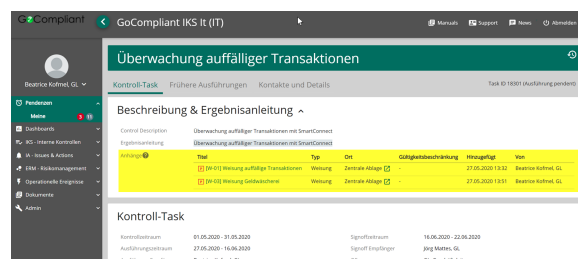 GoCompliant
GoCompliant IKS It (IT)
Manuals
Support
News
Abmelden
Überwachung auffälliger Transaktionen
Beatrice Kofmel, GL
Kontroll-Task
Frühere Ausführungen
Kontakte und Details
Task ID 18301 (Ausführung pendent)
Pendenzen
Meine
3
11
Dashboards
IKS - Interne Kontrollen
IA - Issues & Actions
ERM - Risikomanagement
Operationelle Ereignisse
Dokumente
Admin
Beschreibung & Ergebnisanleitung
Control Description
Überwachung auffälliger Transaktionen mit SmartConnect
Ergebnisanleitung
Überwachung auffälliger Transaktionen mit SmartConnect
Anhänge
Titel Typ Ort Gültigkeitsbeschränkung Hinzugefügt Von
[W-01] Weisung auffällige Transaktionen Weisung Zentrale Ablage - 27.05.2020 13:32 Beatrice Kofmel, GL
[W-03] Weisung Geldwäscherei Weisung Zentrale Ablage - 27.05.2020 13:51 Beatrice Kofmel, GL
Kontroll-Task
Kontrollzeitraum 01.05.2020 - 31.05.2020 Signoffzeitraum 16.06.2020 - 22.06.2020
Ausführungszeitraum 27.05.2020 - 16.06.2020 Signoff Empfänger Jörg Mattes, GL